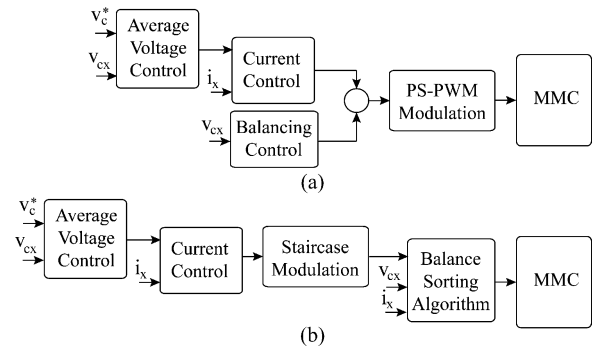 v*c
Average
Voltage
Control
vcx
Current
Control
ix
PS-PWM
Modulation
MMC
vcx
Balancing
Control
(a)
v*c
Average
Voltage
Control
vcx
Current
Control
ix
Staircase
Modulation
vcx
ix
Balance
Sorting
Algorithm
MMC
(b)